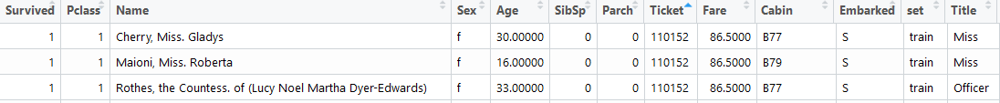 Survived Pclass Name Sex Age SibSp Parch Ticket Fare Cabin Embarked set Title
1 1 Cherry, Miss. Gladys f 30.00000 0 0 110152 86.5000 B77 S train Miss
1 1 Maioni, Miss. Roberta f 16.00000 0 0 110152 86.5000 B79 S train Miss
1 1 Rothes, the Countess. of (Lucy Noel Martha Dyer-Edwards) f 33.00000 0 0 110152 86.5000 B77 S train Officer